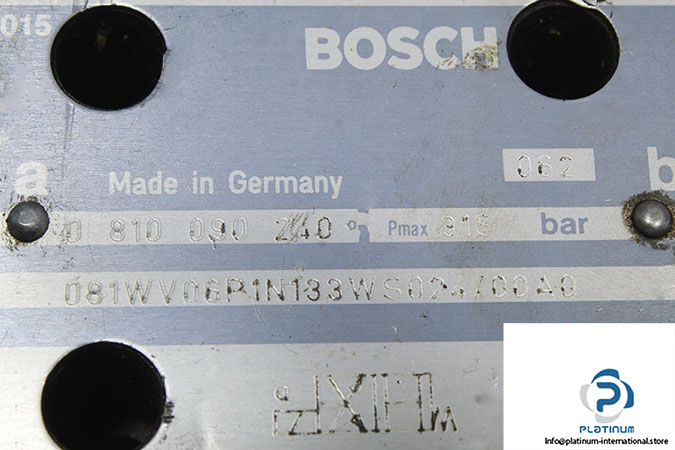 015
BOSCH
062
a Made in Germany b
0 810 090 240 Pmax 315 bar
081WV06P1N133WS024/00A0
PLATINUM
Info@platinum-international.store